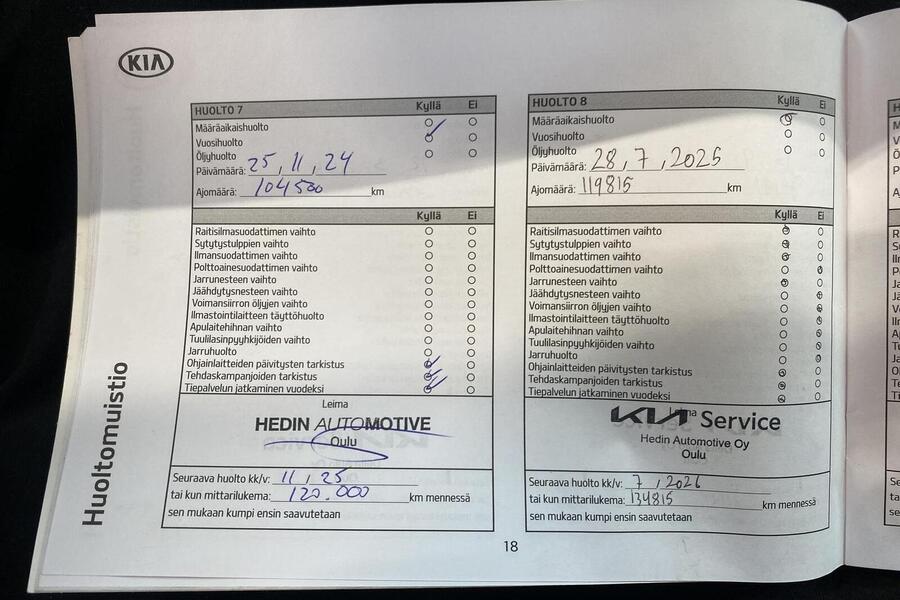 KIA
Huoltomuistio
HUOLTO 7 Kyllä Ei
Määräaikaishuolto
Vuosihuolto
Öljyhuolto
Päivämäärä: 25, 11, 24
Ajomäärä: 104500 km
Kyllä Ei
Raitisilmasuodattimen vaihto
Sytytystulppien vaihto
Ilmansuodattimen vaihto
Polttoainesuodattimen vaihto
Jarrunesteen vaihto
Jäähdytysnesteen vaihto
Voimansiirron öljyjen vaihto
Ilmastointilaitteen täyttöhuolto
Apulaitehihnan vaihto
Tuulilasinpyyhkijöiden vaihto
Jarruhuolto
Ohjainlaitteiden päivitysten tarkistus
Tehdaskampanjoiden tarkistus
Tiepalvelun jatkaminen vuodeksi
Leima
HEDIN AUTOMOTIVE
Oulu
Seuraava huolto kk/v: 11, 25
tai kun mittarilukema: 120.000 km mennessä
sen mukaan kumpi ensin saavutetaan
HUOLTO 8 Kyllä Ei
Määräaikaishuolto
Vuosihuolto
Öljyhuolto
Päivämäärä: 28, 7, 2025
Ajomäärä: 119815 km
Kyllä Ei
Raitisilmasuodattimen vaihto
Sytytystulppien vaihto
Ilmansuodattimen vaihto
Polttoainesuodattimen vaihto
Jarrunesteen vaihto
Jäähdytysnesteen vaihto
Voimansiirron öljyjen vaihto
Ilmastointilaitteen täyttöhuolto
Apulaitehihnan vaihto
Tuulilasinpyyhkijöiden vaihto
Jarruhuolto
Ohjainlaitteiden päivitysten tarkistus
Tehdaskampanjoiden tarkistus
Tiepalvelun jatkaminen vuodeksi
Leima
KIA Service
Hedin Automotive Oy
Oulu
Seuraava huolto kk/v: 7, 2026
tai kun mittarilukema: 134815 km mennessä
sen mukaan kumpi ensin saavutetaan
18